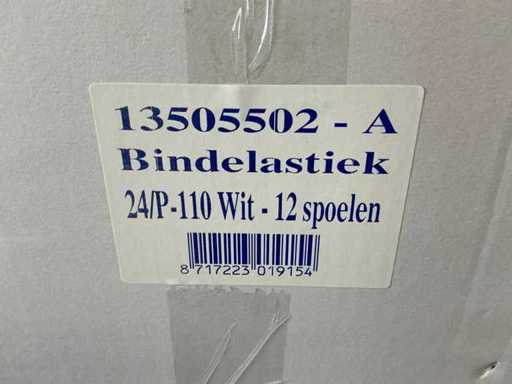 13505502 - A
Bindelastiek
24/P-110 Wit - 12 spoelen
8 717223 019154